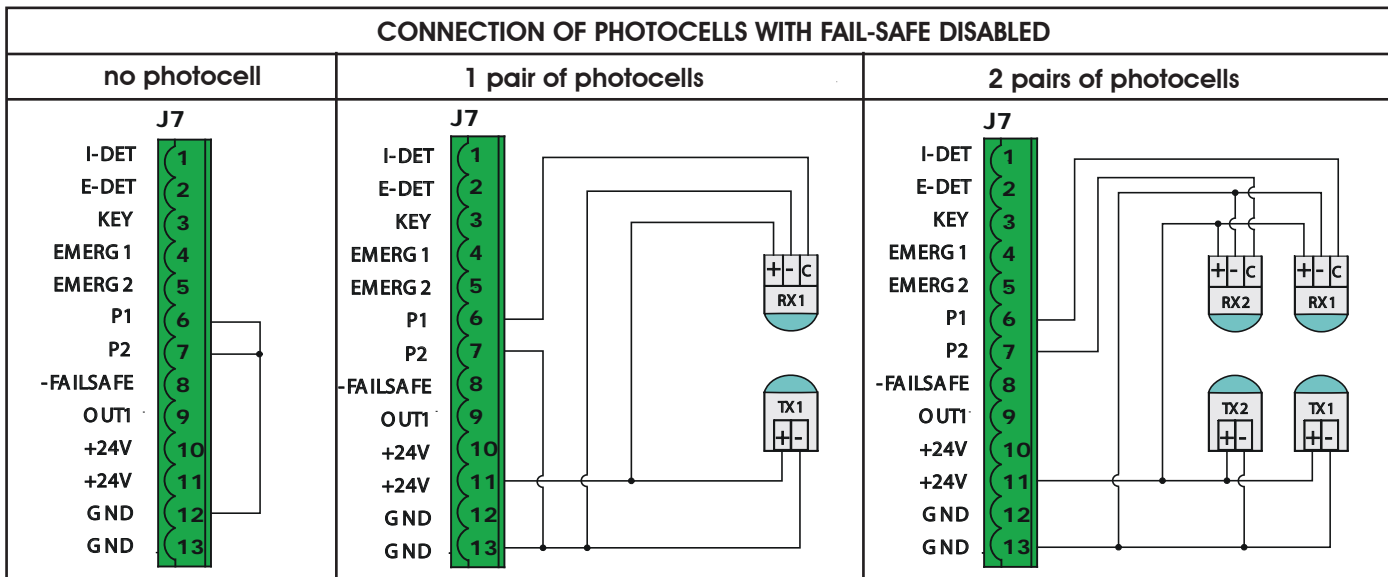 CONNECTION OF PHOTOCELLS WITH FAIL-SAFE DISABLED
no photocell
J7
I-DET 1
E-DET 2
KEY 3
EMERG 1 4
EMERG 2 5
P1 6
P2 7
-FAILSAFE 8
OUT1 9
+24V 10
+24V 11
GND 12
GND 13
1 pair of photocells
J7
I-DET 1
E-DET 2
KEY 3
EMERG 1 4
EMERG 2 5
P1 6
P2 7
-FAILSAFE 8
OUT1 9
+24V 10
+24V 11
GND 12
GND 13
+ - C
RX1
TX1
+ -
2 pairs of photocells
J7
I-DET 1
E-DET 2
KEY 3
EMERG 1 4
EMERG 2 5
P1 6
P2 7
-FAILSAFE 8
OUT1 9
+24V 10
+24V 11
GND 12
GND 13
+ - C
RX2
+ - C
RX1
TX2
+ -
TX1
+ -